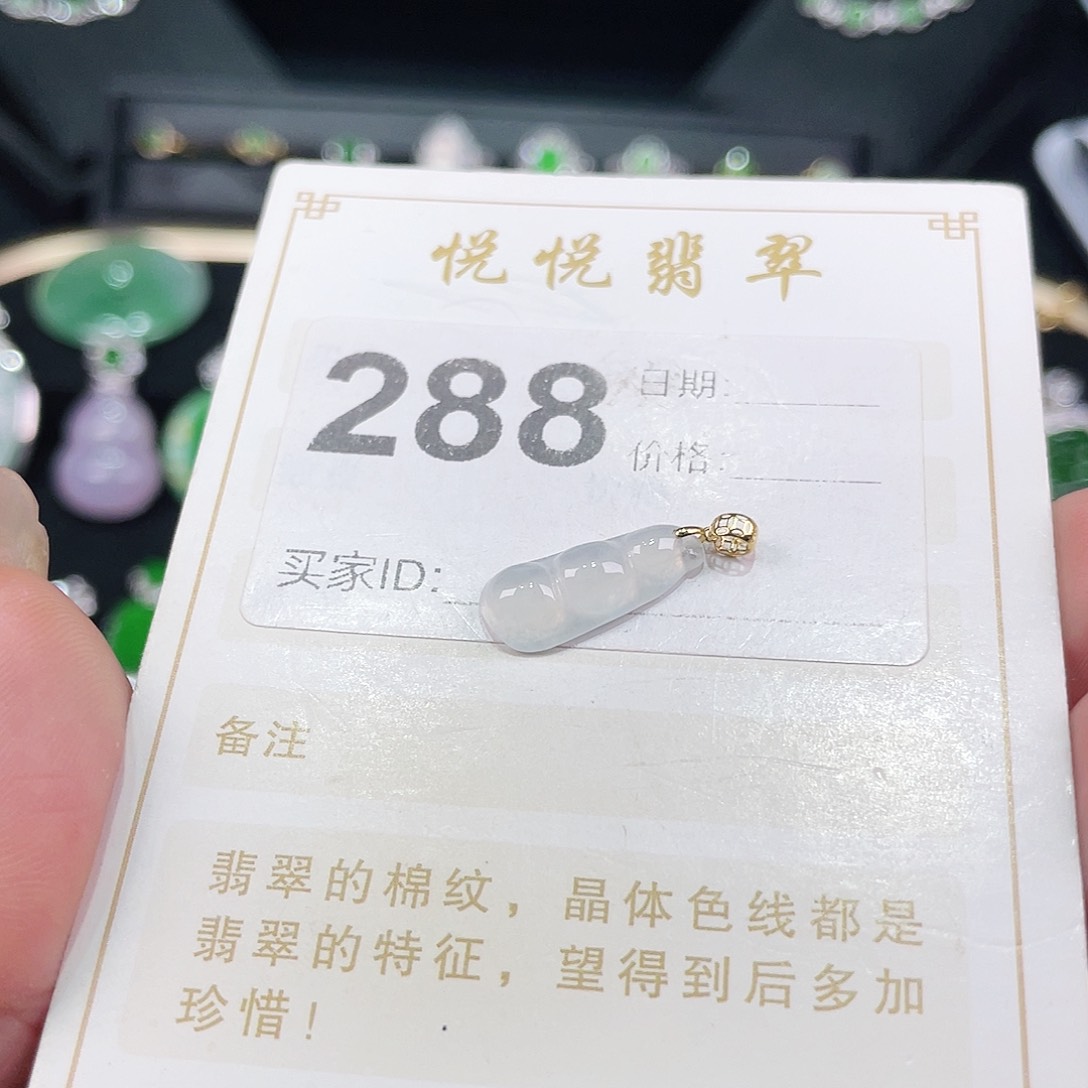 悦悦翡翠
288
日期:
价格:
买家ID:
备注
翡翠的棉纹，晶体色线都是
翡翠的特征，望得到后多加
珍惜！